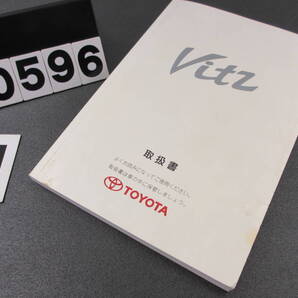 0596
Vitz
取扱書
よくお読みになってご使用ください。
取扱書は車の中に保管しましょう。
TOYOTA